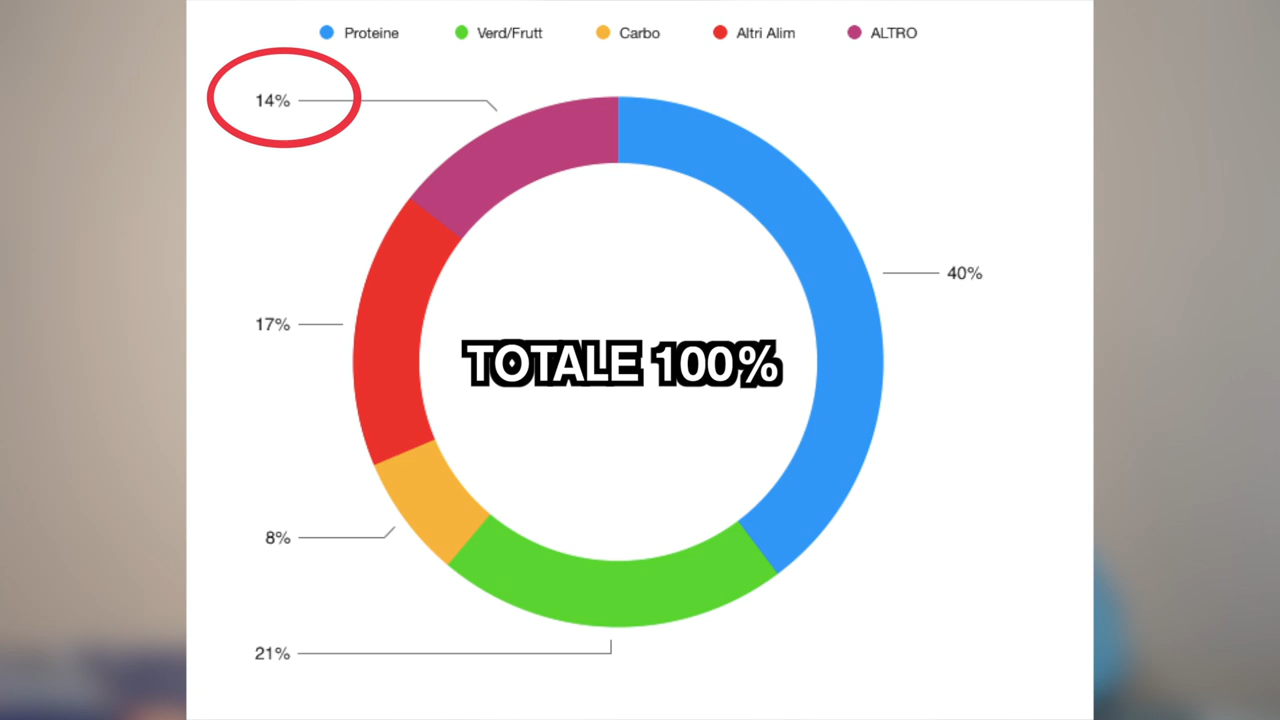 Proteine Verd/Frutt Carbo Altri Alim ALTRO
14%
40%
17%
TOTALE 100%
8%
21%